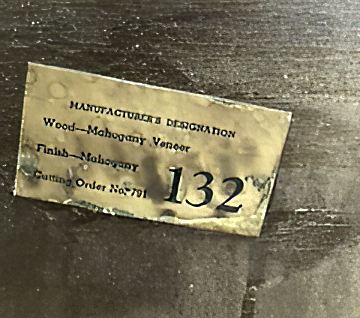 MANUFACTURER'S DESIGNATION
Wood—Mahogany Veneer
Finish—Mahogany
Cutting Order No. 791
132